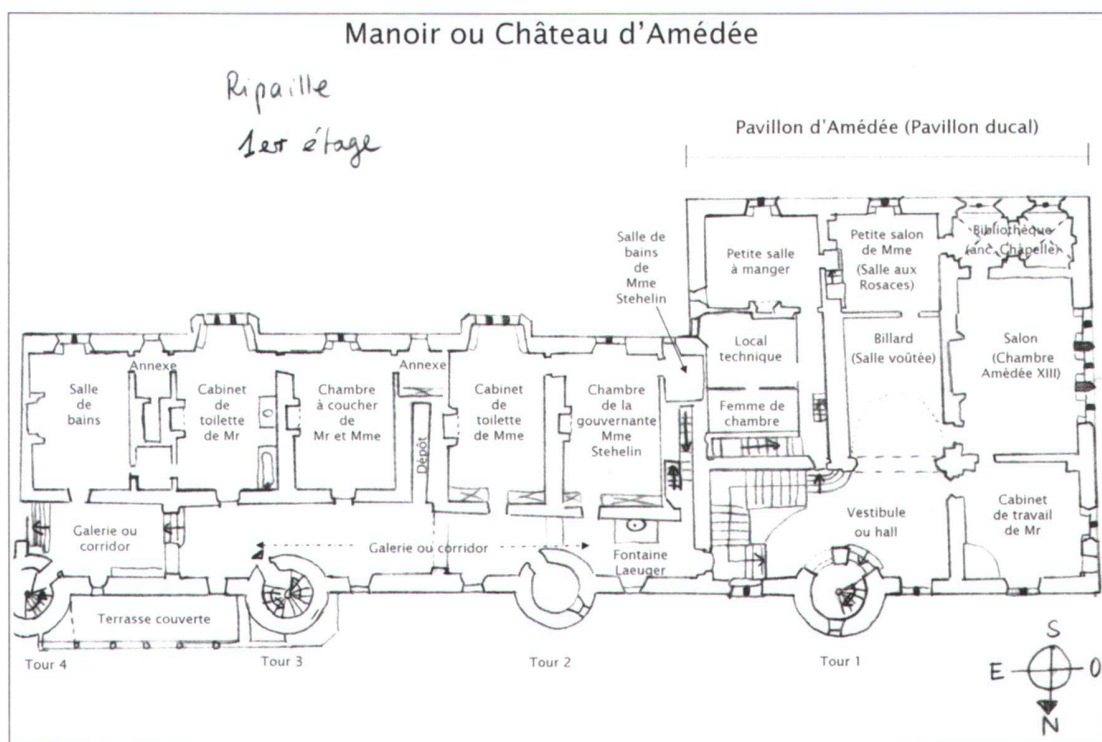 Manoir ou Château d'Amédée
Ripaille
1er étage
Pavillon d'Amédée (Pavillon ducal)
Salle de
bains
de
Mme
Stehelin
Petite salle
à manger
Petite salon
de Mme
(Salle aux
Rosaces)
Bibliothèque
(anc. Chapelle)
Local
technique
Billard
(Salle voûtée)
Salon
(Chambre
Amédée XIII)
Femme de
chambre
Salle
de
bains
Annexe
Cabinet
de
toilette
de Mr
Chambre
à coucher
de
Mr et Mme
Annexe
Dépôt
Cabinet
de
toilette
de Mme
Chambre
de la
gouvernante
Mme
Stehelin
Galerie ou
corridor
Galerie ou corridor
Fontaine
Laeuger
Vestibule
ou hall
Cabinet
de travail
de Mr
Terrasse couverte
Tour 4
Tour 3
Tour 2
Tour 1
S
E
O
N